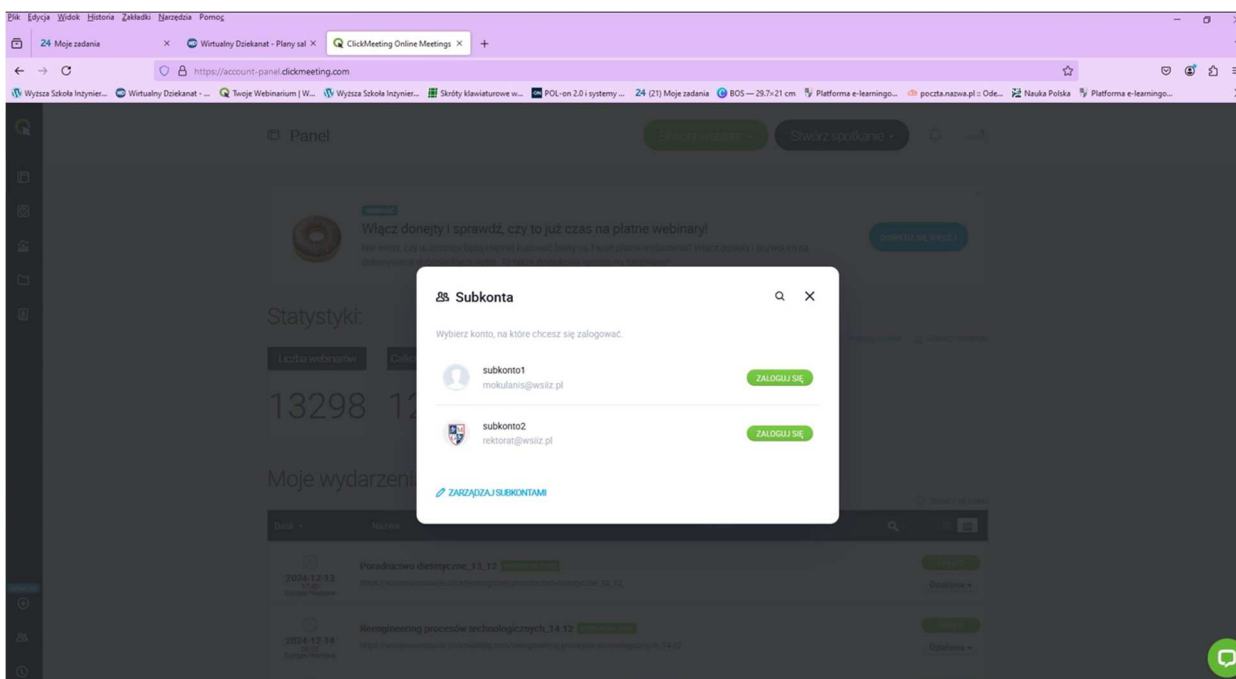 Plik Edycja Widok Historia Zakładki Narzędzia Pomoc
24 Moje zadania
Wirtualny Dziekanat - Plany sal
ClickMeeting Online Meetings
https://account-panel.clickmeeting.com
Wyższa Szkoła Inżynier... Wirtualny Dziekanat - ... Twoje Webinarium | W... Wyższa Szkoła Inżynier... Skróty klawiaturowe w... POL-on 2.0 i systemy ... 24 (21) Moje zadania BOS — 29.7×21 cm Platforma e-learningo... poczta.nazwa.pl :: Ode... Nauka Polska Platforma e-learningo...
Panel
Stwórz spotkanie
Włącz donejty i sprawdź, czy to już czas na płatne webinary!
Statystyki:
Liczba webinarów
13298
Subkonta
Wybierz konto, na które chcesz się zalogować.
subkonto1
mokulanis@wsiiz.pl
ZALOGUJ SIĘ
subkonto2
rektorat@wsiiz.pl
ZALOGUJ SIĘ
ZARZĄDZAJ SUBKONTAMI
Moje wydarzeni
Data
Nazwa
2024-12-13
Poradnictwo dietetyczne_13_12
Działania
2024-12-14
Reengineering procesów technologicznych_14.12
Działania